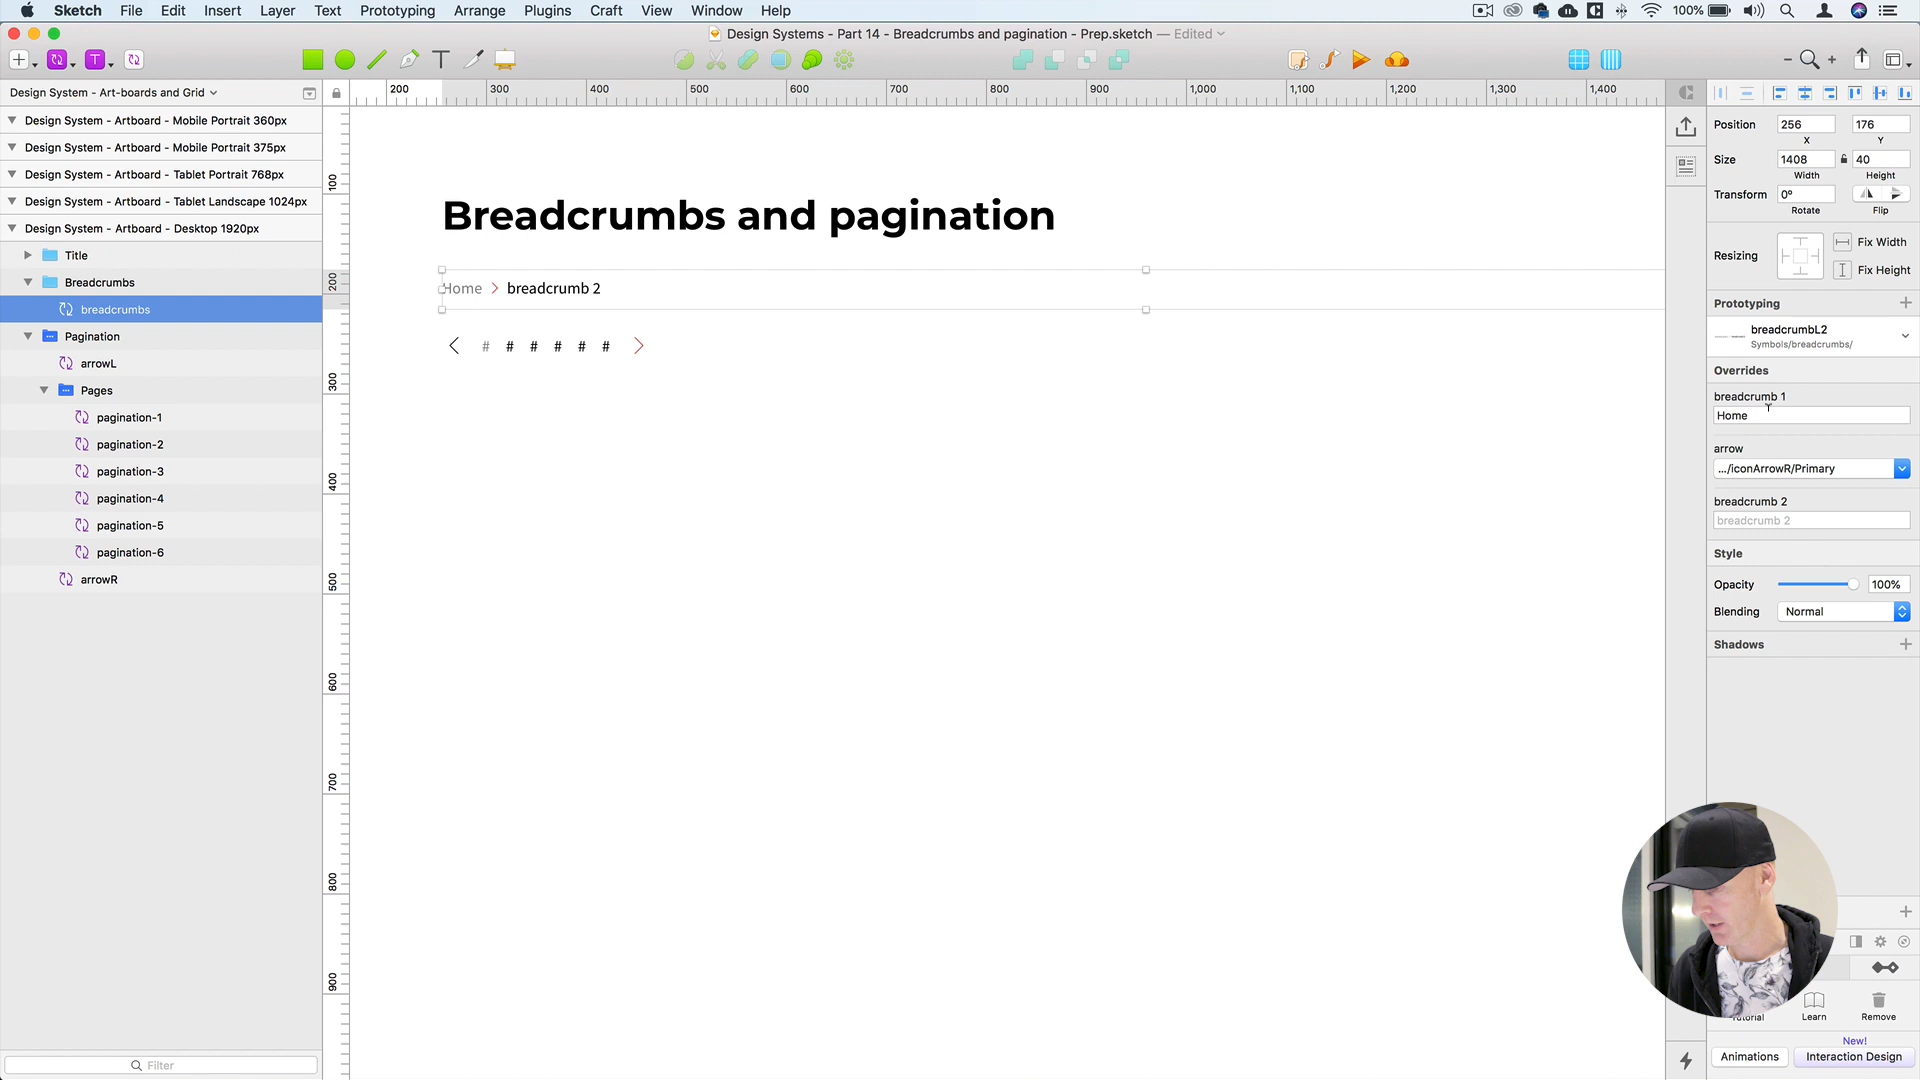 Sketch File Edit Insert Layer Text Prototyping Arrange Plugins Craft View Window Help 100%
Design Systems - Part 14 - Breadcrumbs and pagination - Prep.sketch — Edited
Design System - Art-boards and Grid
200 300 400 500 600 700 800 900 1,000 1,100 1,200 1,300 1,400
Design System - Artboard - Mobile Portrait 360px
Design System - Artboard - Mobile Portrait 375px
Design System - Artboard - Tablet Portrait 768px
Design System - Artboard - Tablet Landscape 1024px
Design System - Artboard - Desktop 1920px
Title
Breadcrumbs
breadcrumbs
Pagination
arrowL
Pages
pagination-1
pagination-2
pagination-3
pagination-4
pagination-5
pagination-6
arrowR
Filter
100
200
300
400
500
600
700
800
900
Breadcrumbs and pagination
Home > breadcrumb 2
< # # # # # # >
Position 256 176
X Y
Size 1408 40
Width Height
Transform 0º
Rotate Flip
Resizing Fix Width
Fix Height
Prototyping
breadcrumbL2
Symbols/breadcrumbs/
Overrides
breadcrumb 1
Home
arrow
.../iconArrowR/Primary
breadcrumb 2
breadcrumb 2
Style
Opacity 100%
Blending Normal
Shadows
Learn Remove
New!
Animations Interaction Design